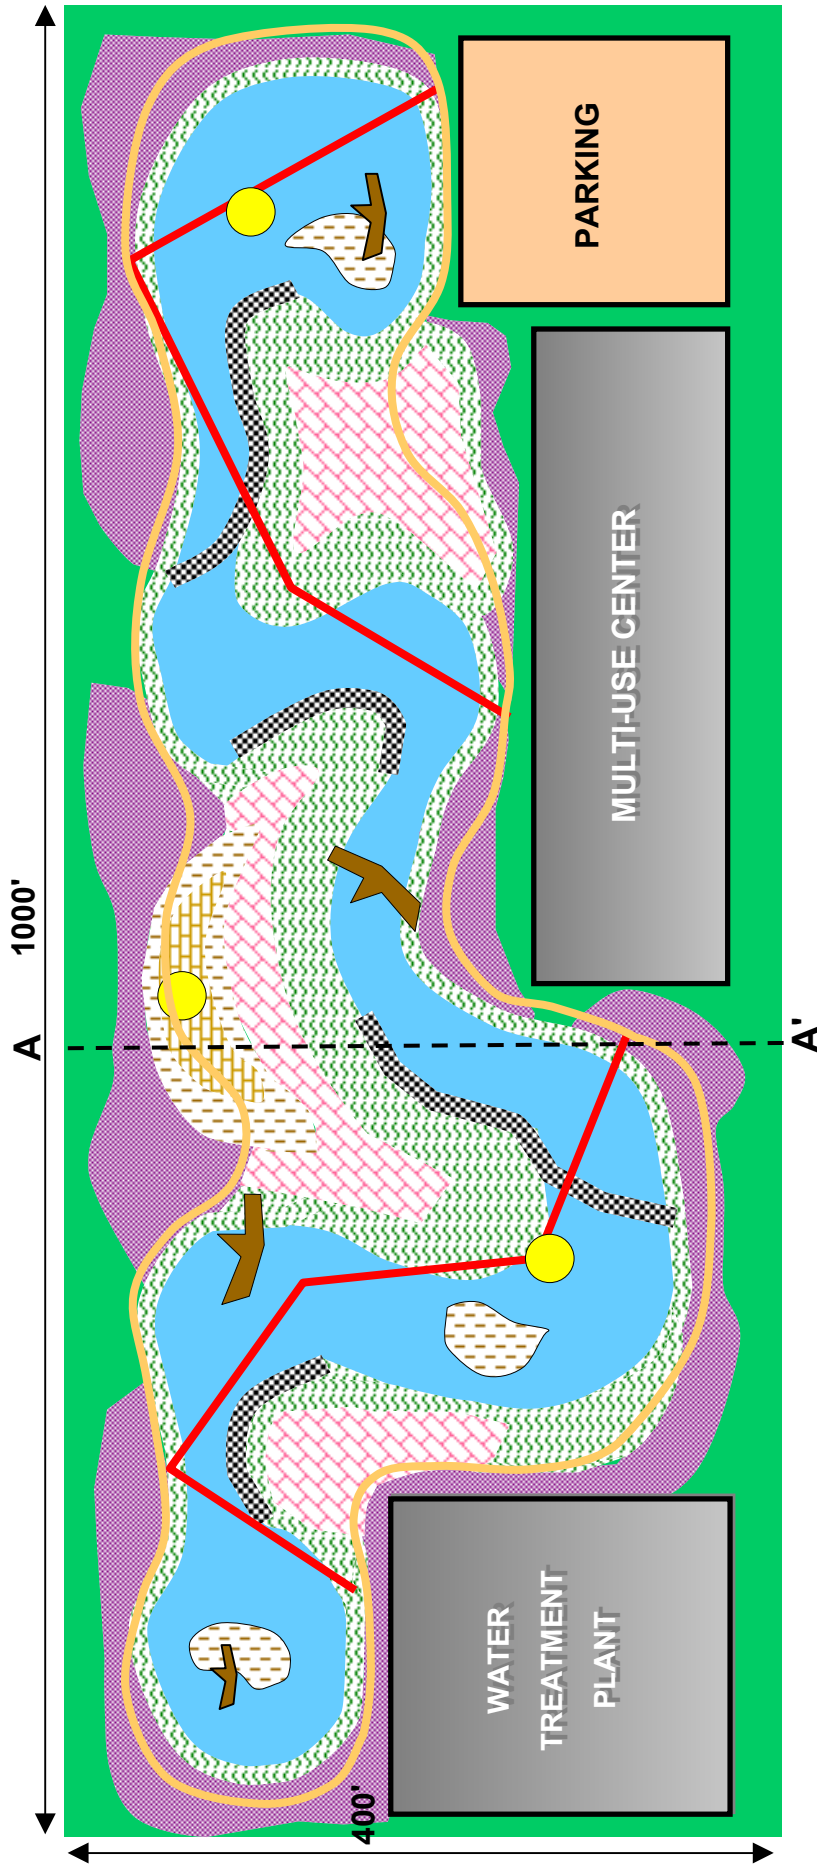 PARKING
MULTI-USE CENTER
1000'
A
A'
WATER
TREATMENT
PLANT
400'